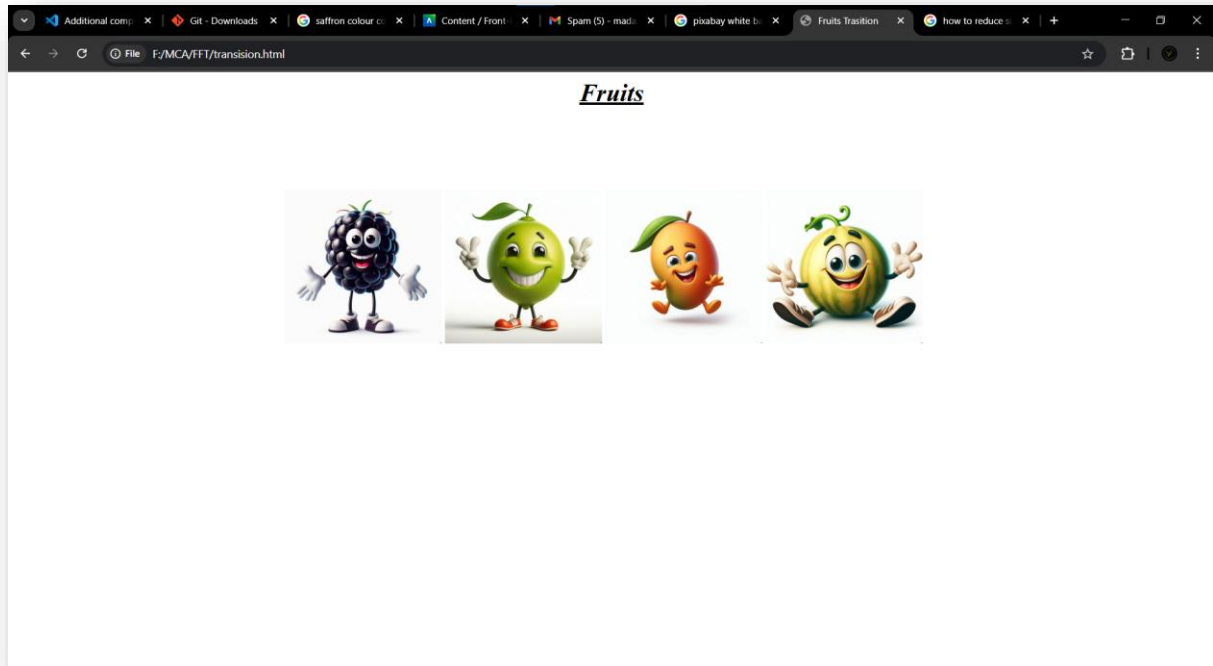 Additional comp
Git - Downloads
saffron colour co
Content / Front-
Spam (5) - mada
pixabay white b
Fruits Trasition
how to reduce s
File F:/MCA/FFT/transision.html
Fruits